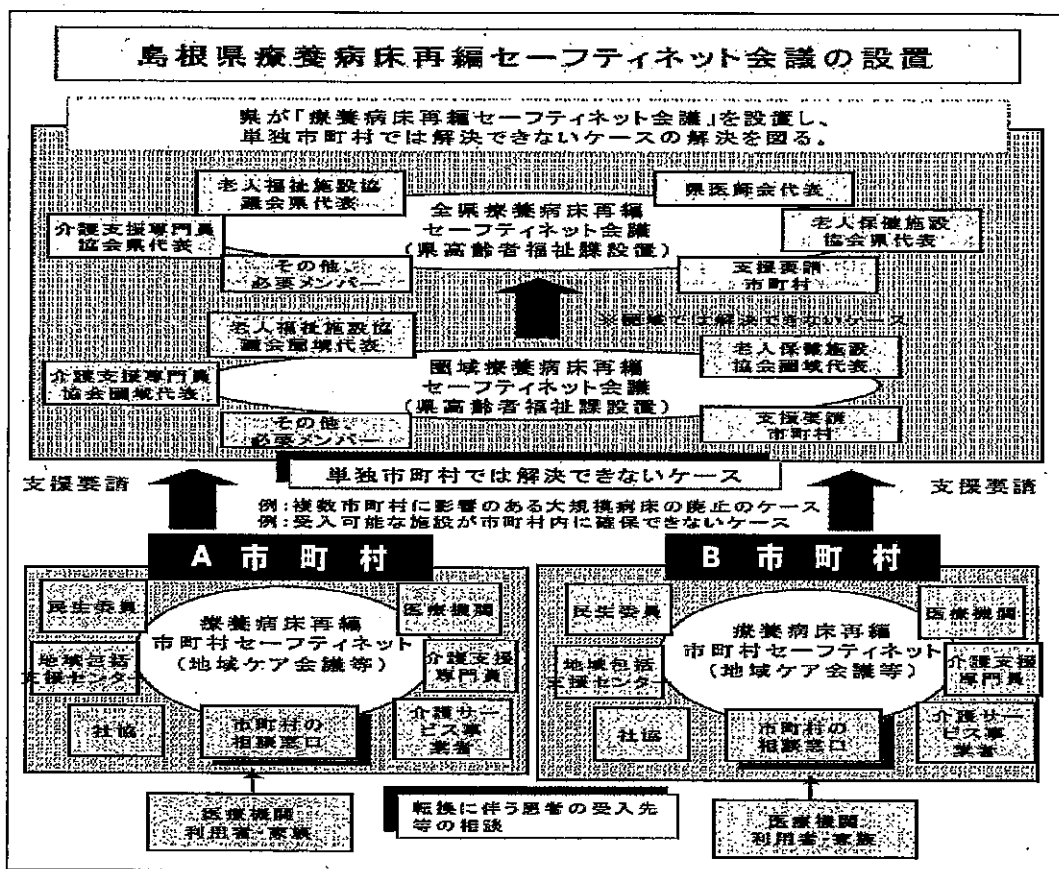 島根県療養病床再編セーフティネット会議の設置
県が「療養病床再編セーフティネット会議」を設置し、
単独市町村では解決できないケースの解決を図る。
老人福祉施設協
議会県代表
県医師会代表
介護支援専門員
協会県代表
全県療養病床再編
セーフティネット会議
(県高齢者福祉課設置)
老人保健施設
協会県代表
その他、
必要メンバー
支援要請
市町村
※圏域では解決できないケース
老人福祉施設協
議会圏域代表
介護支援専門員
協会圏域代表
圏域療養病床再編
セーフティネット会議
(県高齢者福祉課設置)
老人保養施設
協会圏域代表
その他、
必要メンバー
支援要請
市町村
支援要請
単独市町村では解決できないケース
支援要請
例:複数市町村に影響のある大規模病床の廃止のケース
例:受入可能な施設が市町村内に確保できないケース
A 市 町 村
民生委員
医療機関
療養病床再編
市町村セーフティネット
(地域ケア会議等)
地域包括
支援センター
介護支援
専門員
社協
市町村の
相談窓口
介護サー
ビス事
業者
医療機関
利用者・家族
B 市 町 村
民生委員
医療機関
療養病床再編
市町村セーフティネット
(地域ケア会議等)
地域包括
支援センター
介護支援
専門員
社協
市町村の
相談窓口
介護サー
ビス事
業者
医療機関
利用者・家族
転換に伴う患者の受入先
等の相談